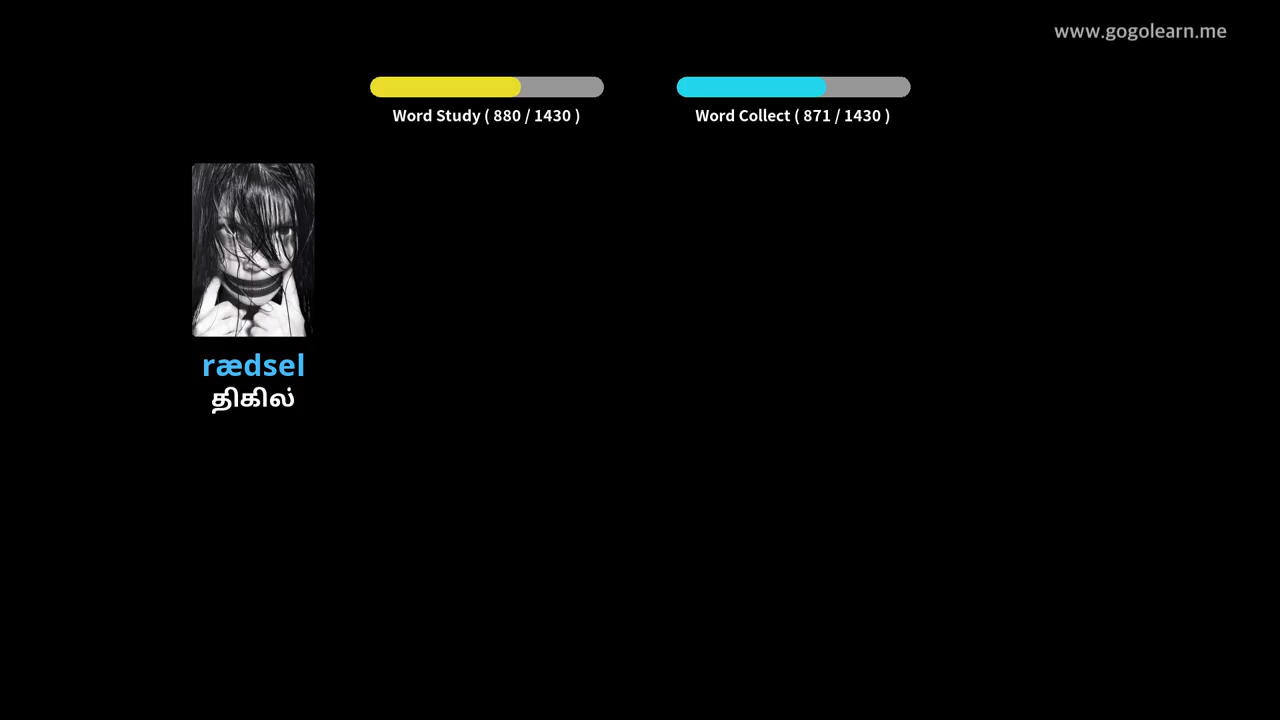 www.gogolearn.me
Word Study ( 880 / 1430 )
Word Collect ( 871 / 1430 )
rædsel
திகில்